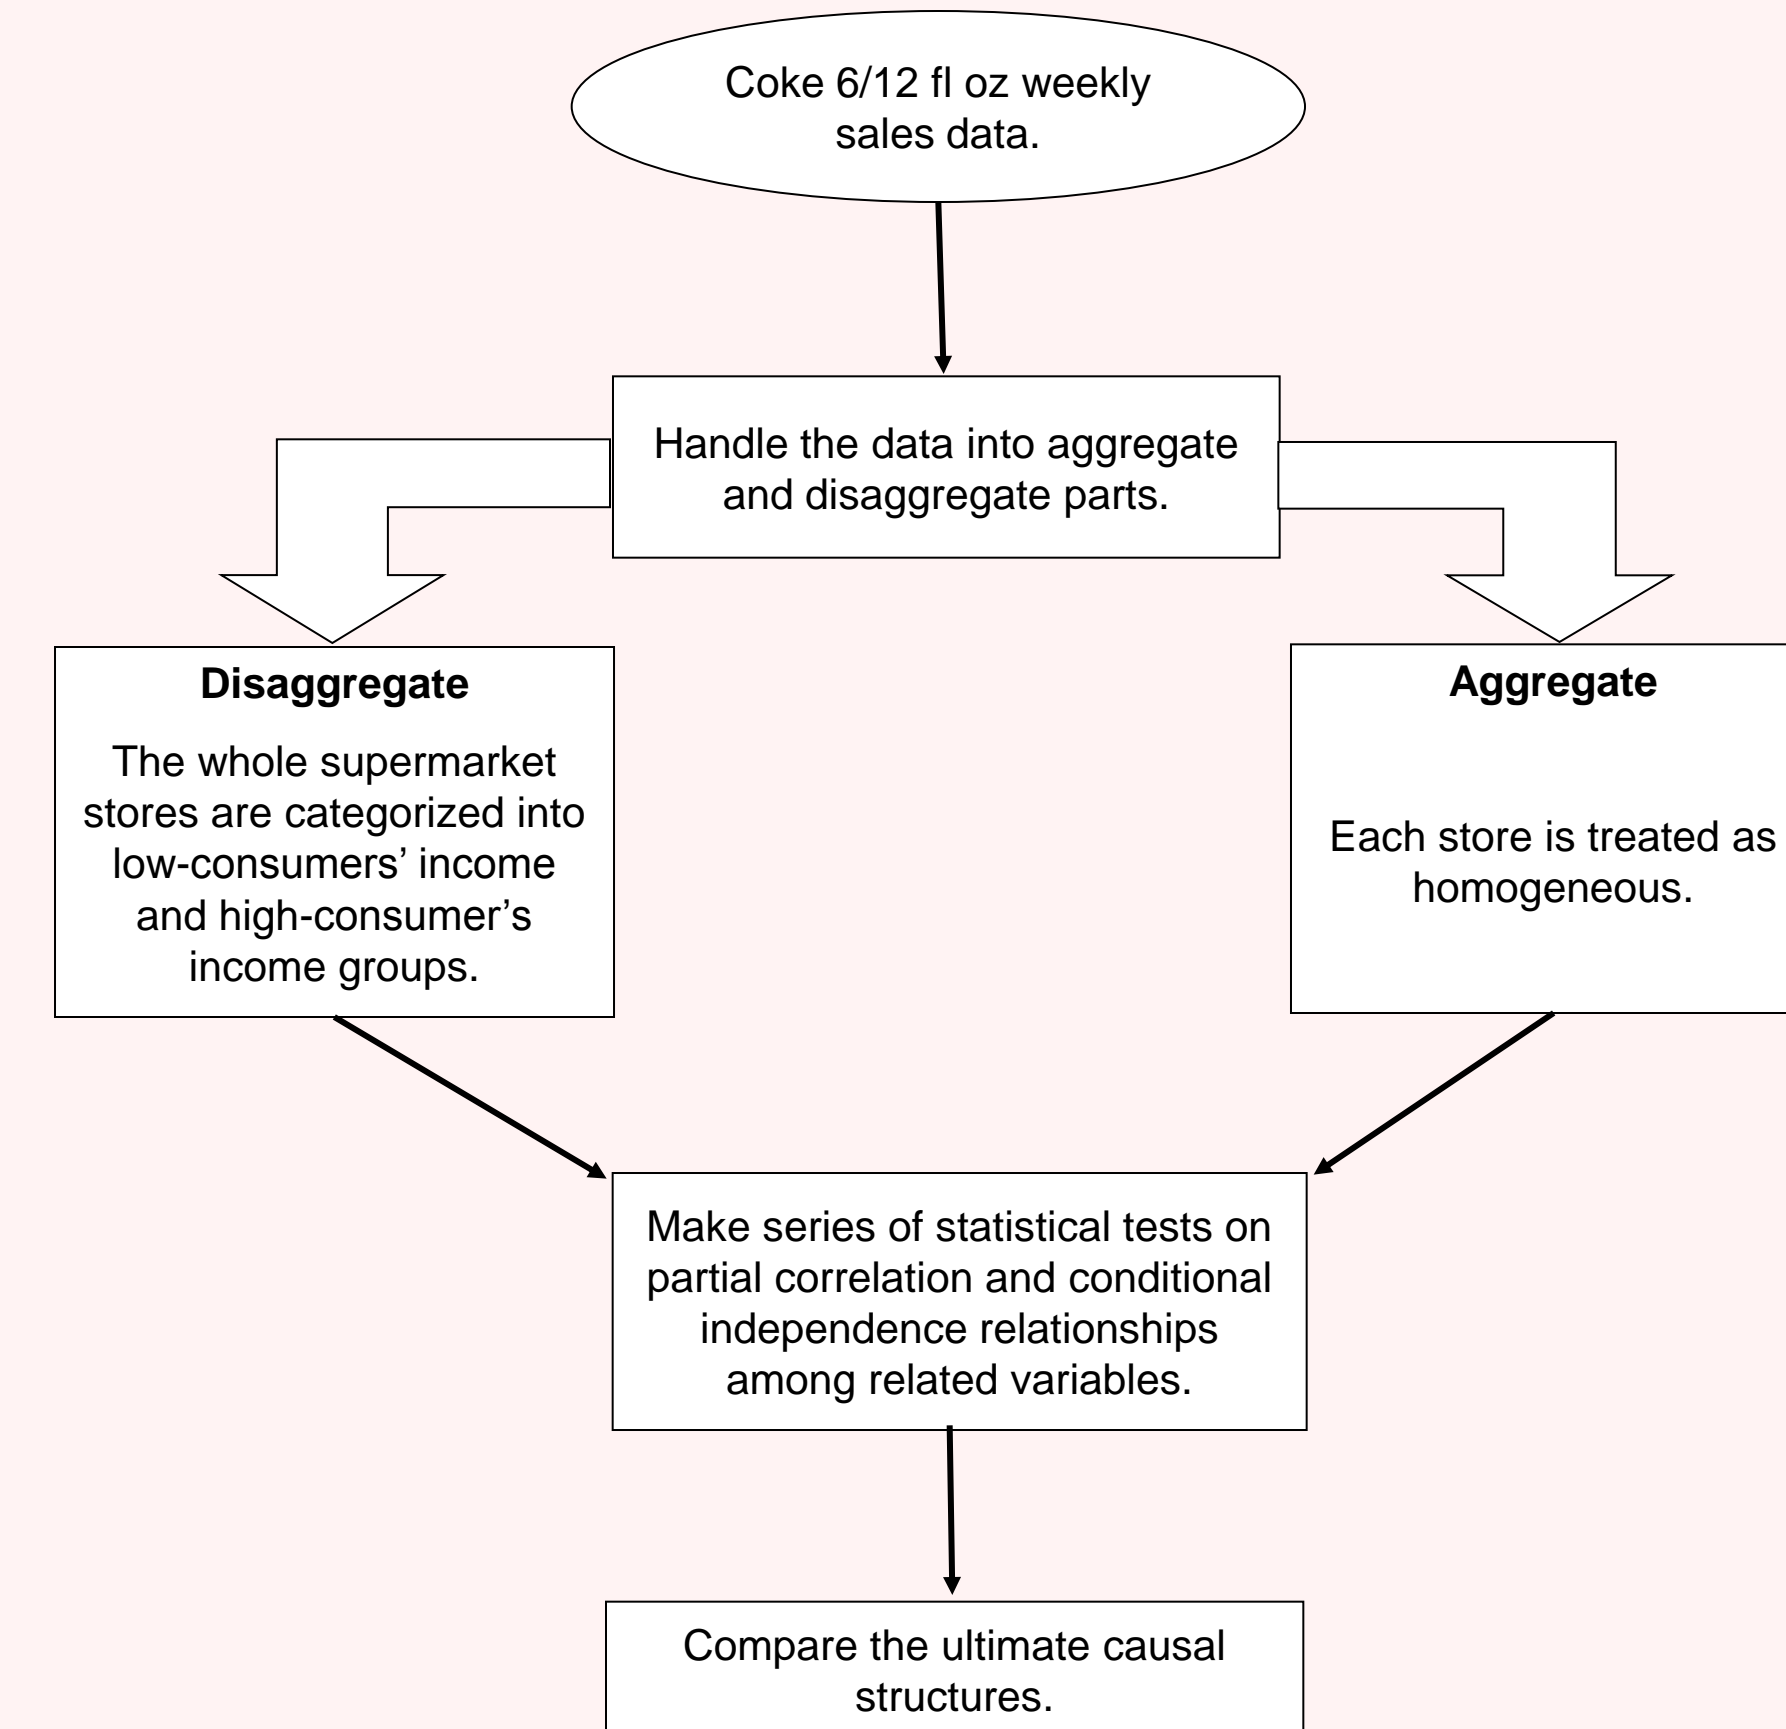 Coke 6/12 fl oz weekly
sales data.
Handle the data into aggregate
and disaggregate parts.
Disaggregate
The whole supermarket
stores are categorized into
low-consumers’ income
and high-consumer’s
income groups.
Aggregate
Each store is treated as
homogeneous.
Make series of statistical tests on
partial correlation and conditional
independence relationships
among related variables.
Compare the ultimate causal
structures.